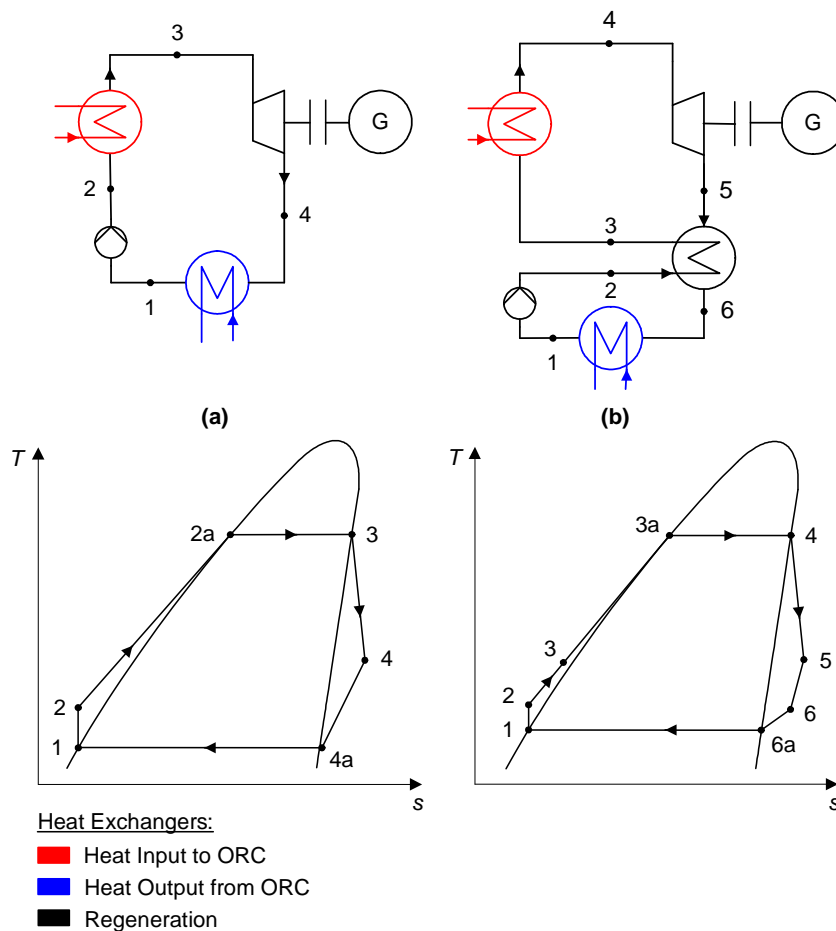 3
G
2
4
1
(a)
4
G
5
3
2
6
1
(b)
T
2a
3
4
2
1
4a
s
T
3a
4
3
5
2
6
1
6a
s
Heat Exchangers:
Heat Input to ORC
Heat Output from ORC
Regeneration